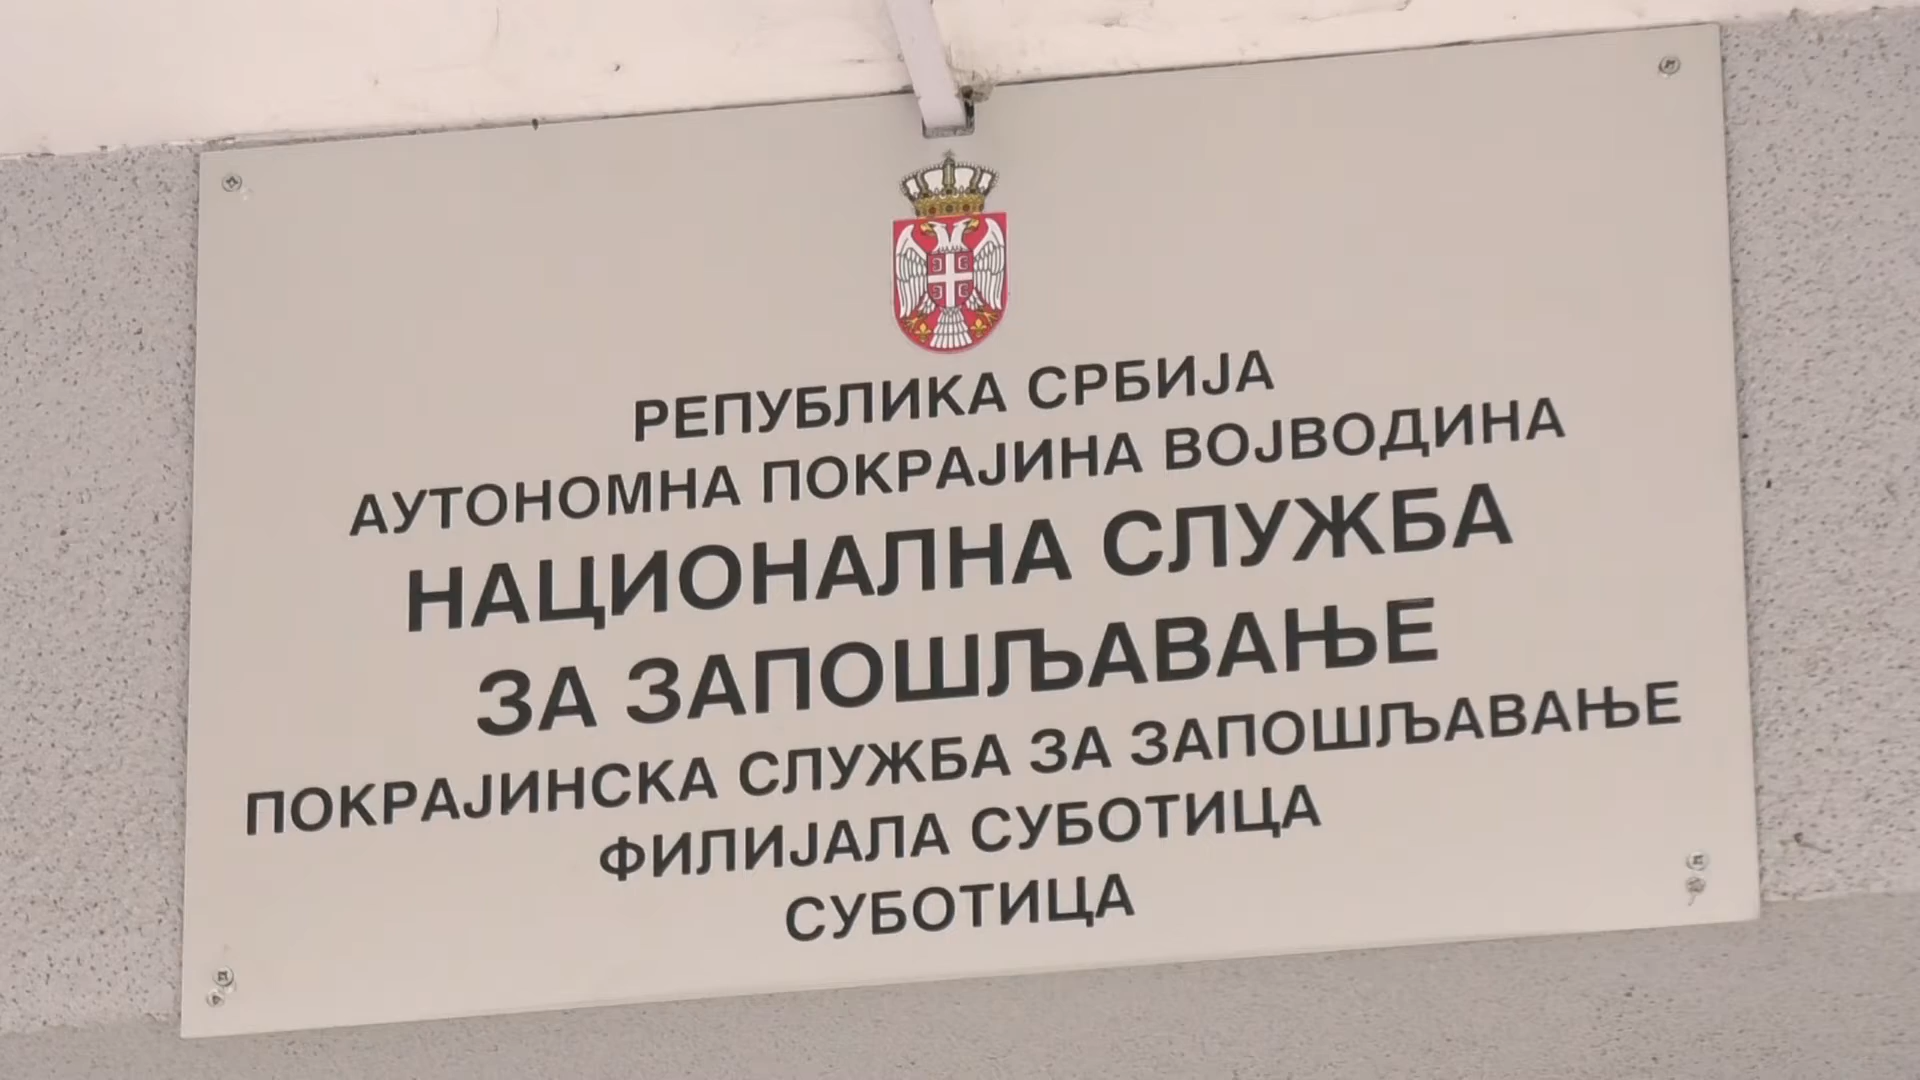 РЕПУБЛИКА СРБИЈА
АУТОНОМНА ПОКРАЈИНА ВОЈВОДИНА
НАЦИОНАЛНА СЛУЖБА
ЗА ЗАПОШЉАВАЊЕ
ПОКРАЈИНСКА СЛУЖБА ЗА ЗАПОШЉАВАЊЕ
ФИЛИЈАЛА СУБОТИЦА
СУБОТИЦА